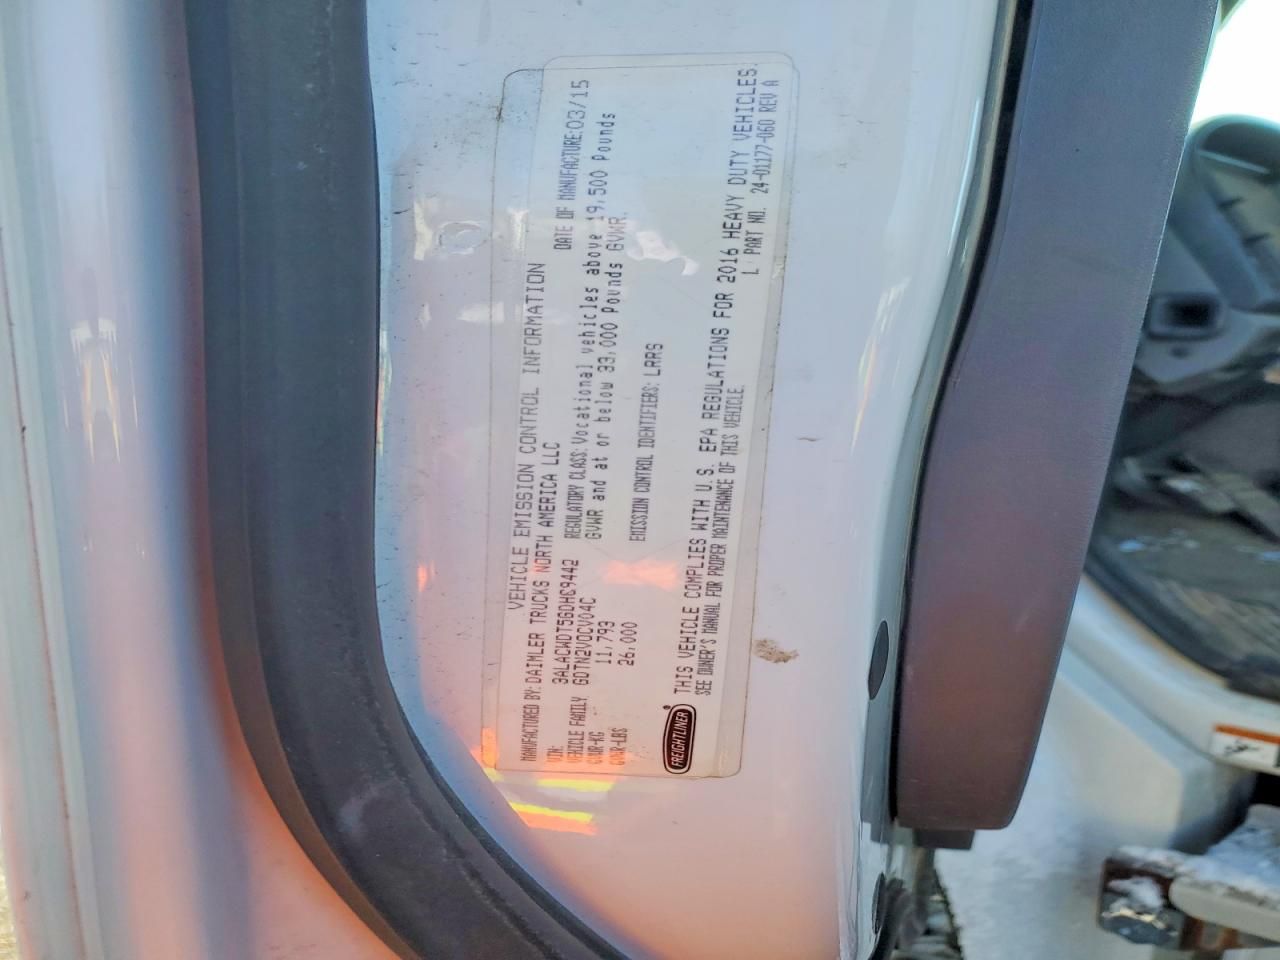 VEHICLE EMISSION CONTROL INFORMATION
MANUFACTURED BY: DAIMLER TRUCKS NORTH AMERICA LLC
DATE OF MANUFACTURE: 03/15
VIN: 3ALACWDT5GDHC9442
REGULATORY CLASS: Vocational vehicles above 19,500 Pounds
VEHICLE FAMILY GDTN2VOCV04C
GVWR and at or below 33,000 Pounds GVWR.
GVWR-KG 11,793
GVWR-LBS 26,000
EMISSION CONTROL IDENTIFIERS: LRRS
FREIGHTLINER®
THIS VEHICLE COMPLIES WITH U.S. EPA REGULATIONS FOR 2016 HEAVY DUTY VEHICLES.
SEE OWNER'S MANUAL FOR PROPER MAINTENANCE OF THIS VEHICLE.
L PART NO. 24-01177-060 REV A